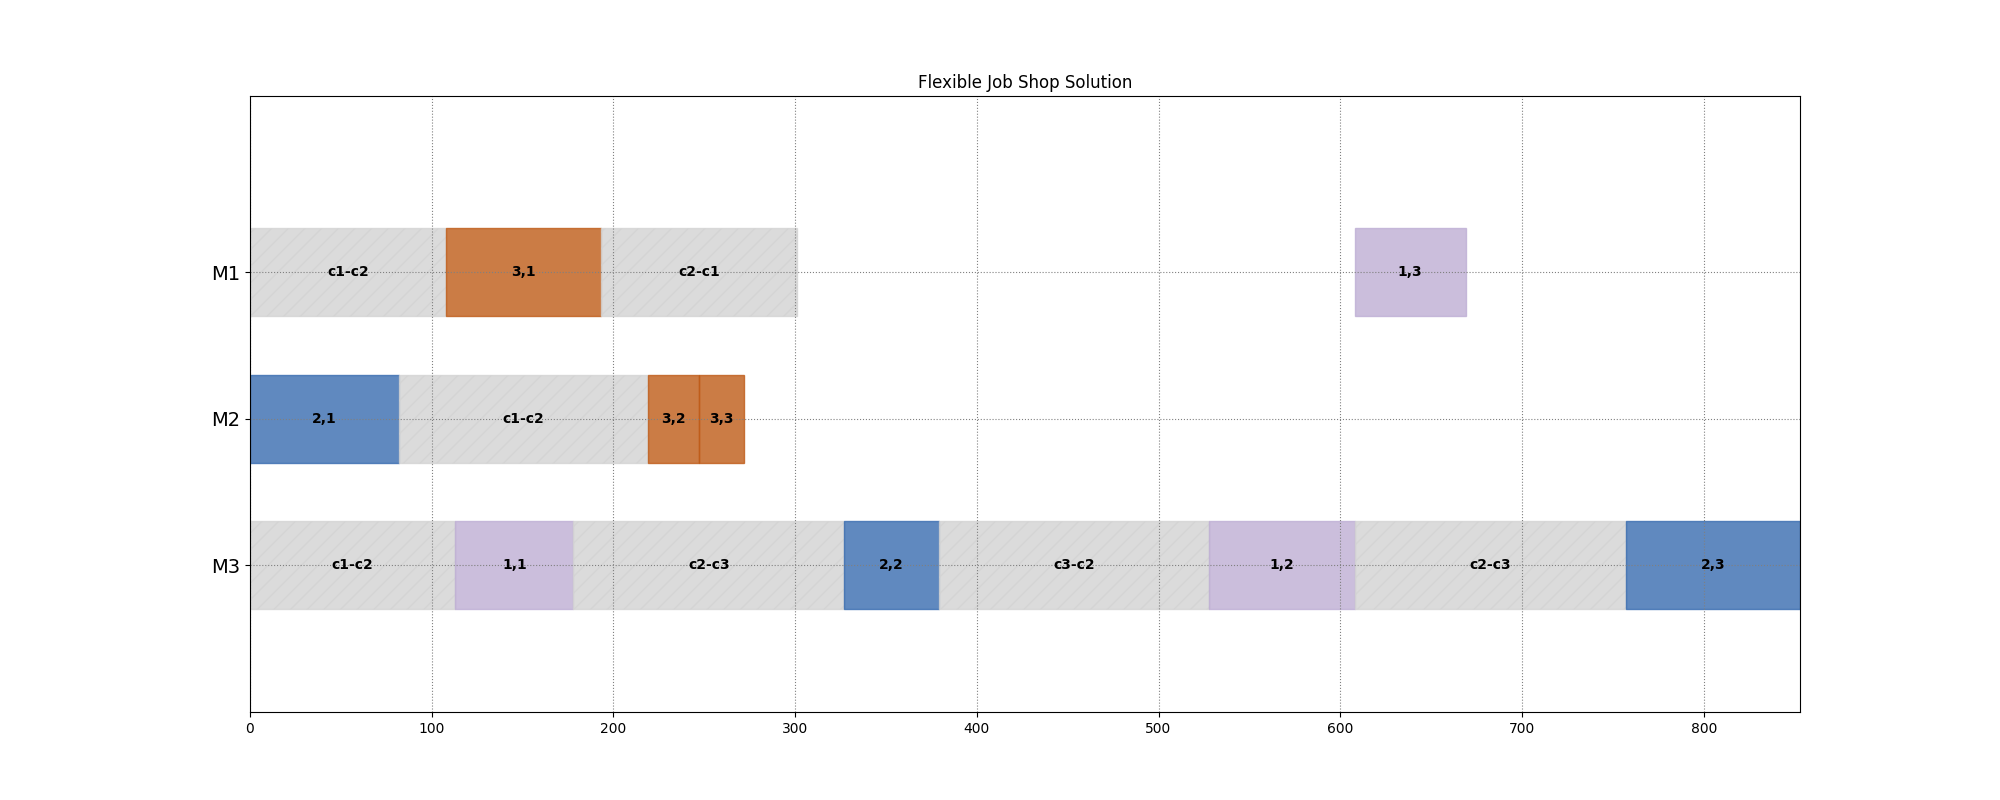 Flexible Job Shop Solution
M1 c1-c2 3,1 c2-c1 1,3
M2 2,1 c1-c2 3,2 3,3
M3 c1-c2 1,1 c2-c3 2,2 c3-c2 1,2 c2-c3 2,3
0 100 200 300 400 500 600 700 800